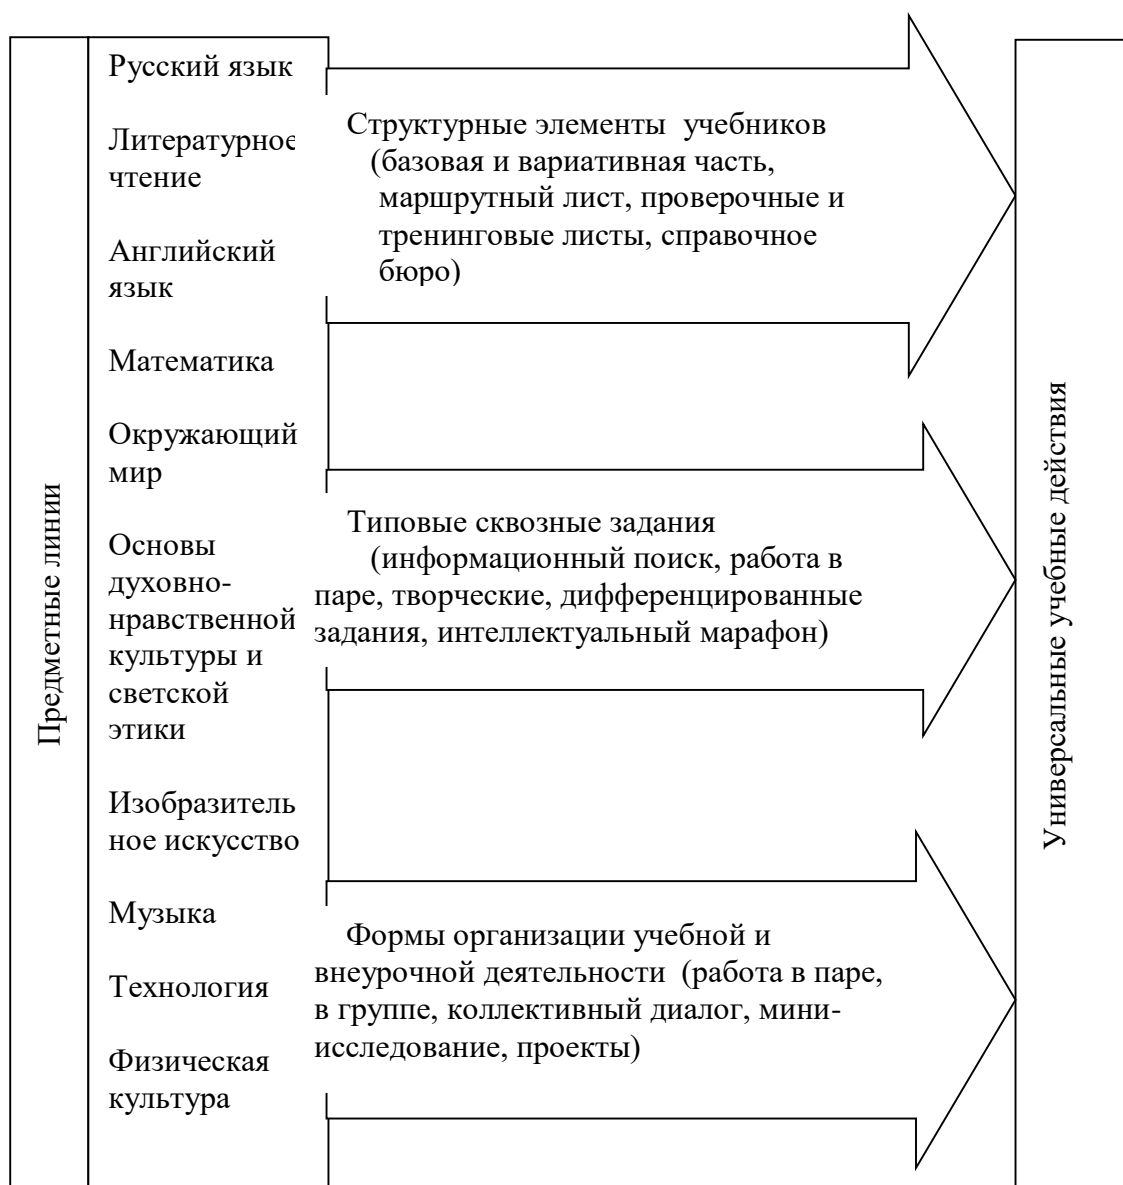 Предметные линии
Русский язык
Литературное
чтение
Английский
язык
Математика
Окружающий
мир
Основы
духовно-
нравственной
культуры и
светской
этики
Изобразитель
ное искусство
Музыка
Технология
Физическая
культура
Структурные элементы учебников
(базовая и вариативная часть,
маршрутный лист, проверочные и
тренинговые листы, справочное
бюро)
Типовые сквозные задания
(информационный поиск, работа в
паре, творческие, дифференцированные
задания, интеллектуальный марафон)
Формы организации учебной и
внеурочной деятельности (работа в паре,
в группе, коллективный диалог, мини-
исследование, проекты)
Универсальные учебные действия